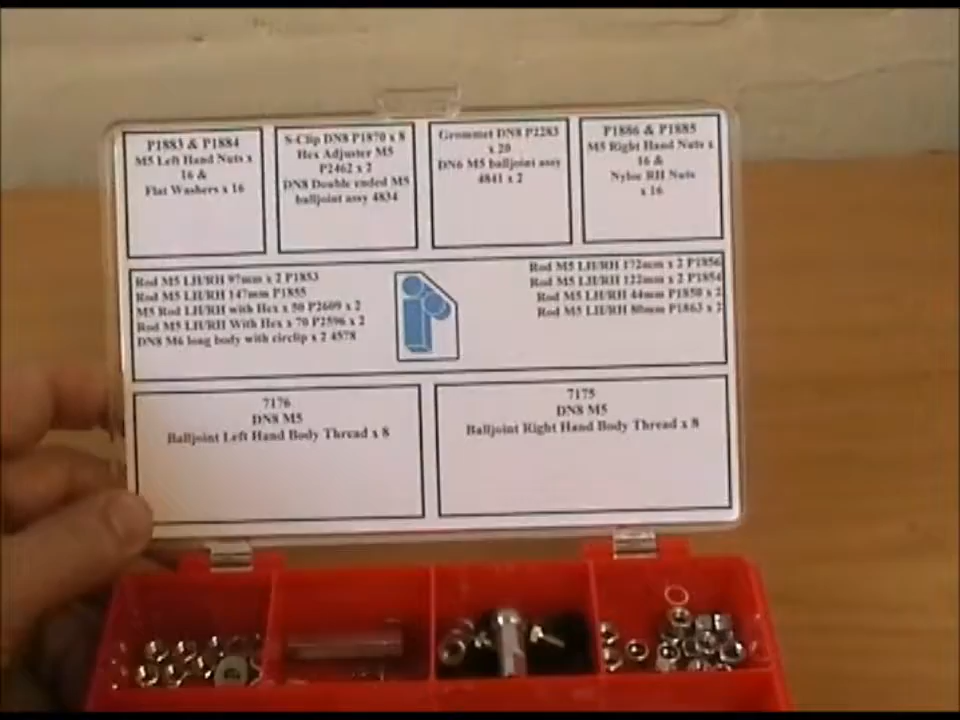 P1883 & P1884
M5 Left Hand Nuts x
16 &
Flat Washers x 16
S-Clip DN8 P1870 x 8
Hex Adjuster M5
P2462 x 2
DN8 Double ended M5
balljoint assy 4834
Grommet DN8 P2283
x 20
DN6 M5 balljoint assy
4841 x 2
P1886 & P1885
M5 Right Hand Nuts x
16 &
Nyloc RH Nuts
x 16
Rod M5 LH/RH 97mm x 2 P1853
Rod M5 LH/RH 147mm P1855
M5 Rod LH/RH with Hex x 50 P2609 x 2
Rod M5 LH/RH With Hex x 70 P2596 x 2
DN8 M6 long body with circlip x 2 4578
Rod M5 LH/RH 172mm x 2 P1856
Rod M5 LH/RH 122mm x 2 P1854
Rod M5 LH/RH 44mm P1850 x 2
Rod M5 LH/RH 80mm P1863 x 2
7176
DN8 M5
Balljoint Left Hand Body Thread x 8
7175
DN8 M5
Balljoint Right Hand Body Thread x 8